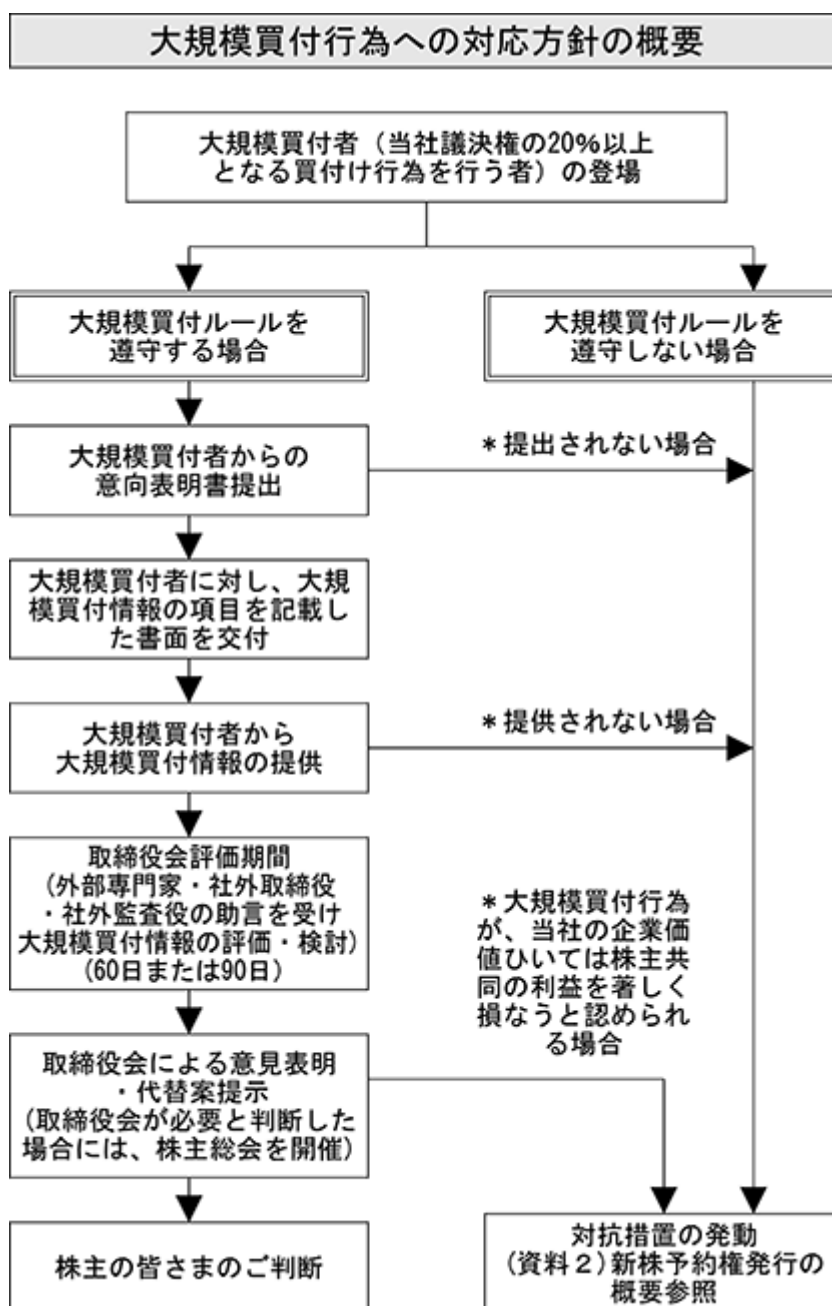 大規模買付行為への対応方針の概要
大規模買付者（当社議決権の20％以上
となる買付け行為を行う者）の登場
大規模買付ルールを
遵守する場合
大規模買付ルールを
遵守しない場合
大規模買付者からの
意向表明書提出
＊提出されない場合
大規模買付者に対し、大規
模買付情報の項目を記載し
た書面を交付
大規模買付者から
大規模買付情報の提供
＊提供されない場合
取締役会評価期間
(外部専門家・社外取締役
・社外監査役の助言を受け
大規模買付情報の評価・検討)
(60日または90日)
＊大規模買付行為
が、当社の企業価
値ひいては株主共
同の利益を著しく
損なうと認められ
る場合
取締役会による意見表明
・代替案提示
(取締役会が必要と判断した
場合には、株主総会を開催)
株主の皆さまのご判断
対抗措置の発動
(資料２)新株予約権発行の
概要参照